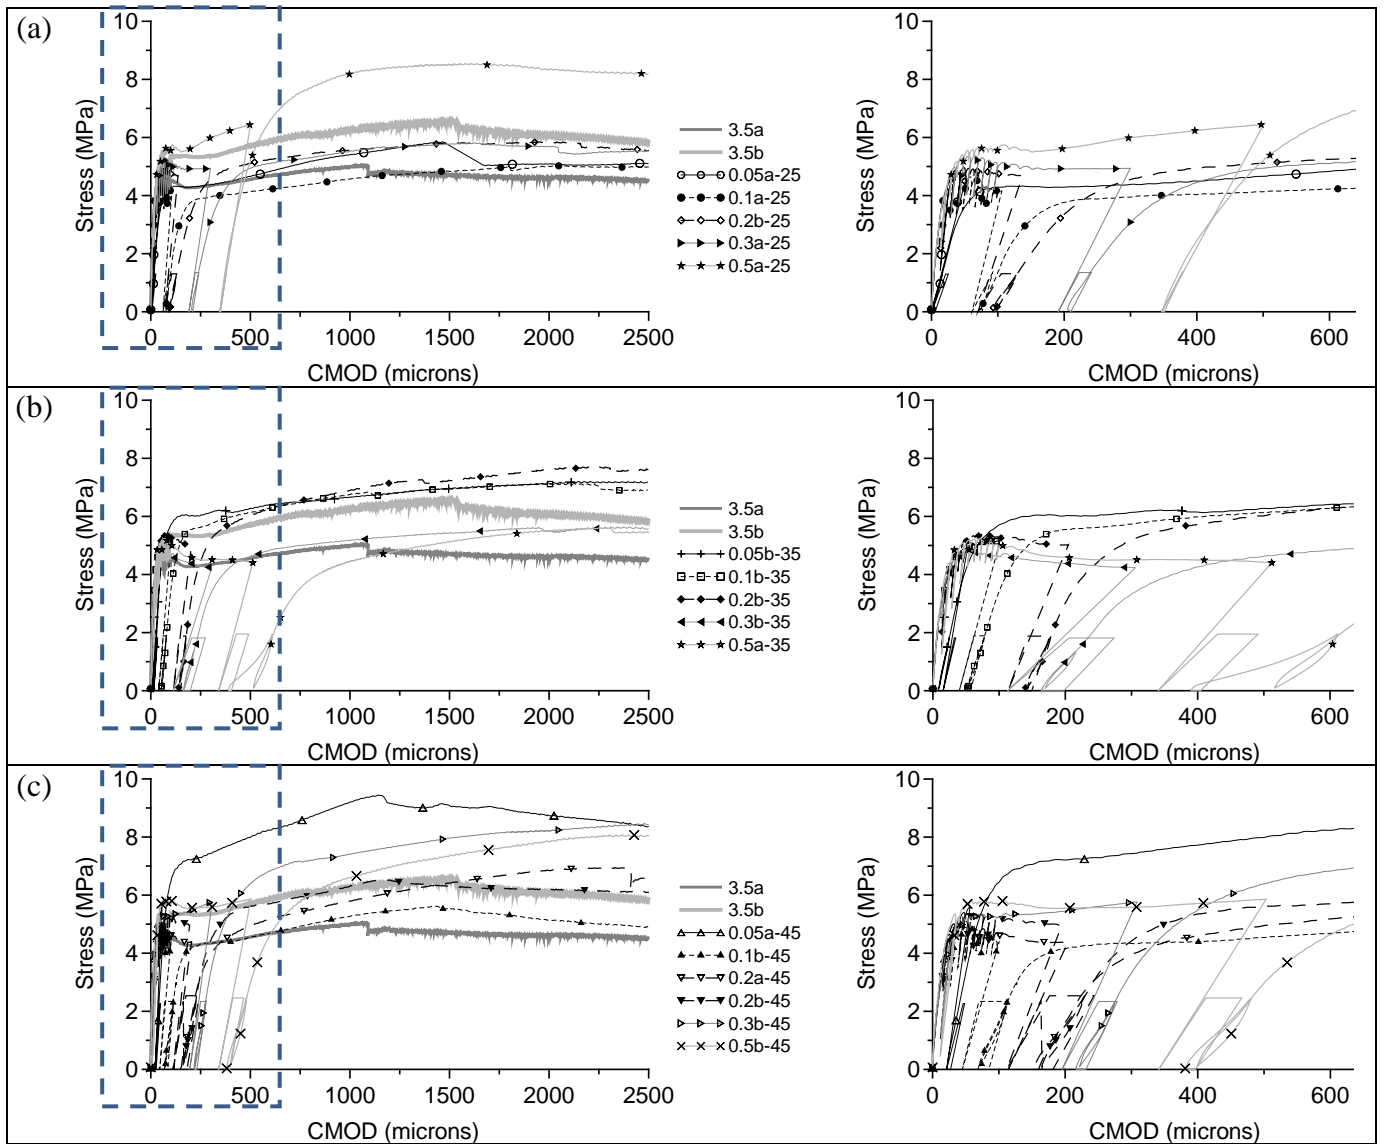 (a)
10
8
6
4
2
0
Stress (MPa)
0 500 1000 1500 2000 2500
CMOD (microns)
3.5a
3.5b
0.05a-25
0.1a-25
0.2b-25
0.3a-25
0.5a-25
10
8
6
4
2
0
Stress (MPa)
0 200 400 600
CMOD (microns)
(b)
10
8
6
4
2
0
Stress (MPa)
0 500 1000 1500 2000 2500
CMOD (microns)
3.5a
3.5b
0.05b-35
0.1b-35
0.2b-35
0.3b-35
0.5a-35
10
8
6
4
2
0
Stress (MPa)
0 200 400 600
CMOD (microns)
(c)
10
8
6
4
2
0
Stress (MPa)
0 500 1000 1500 2000 2500
CMOD (microns)
3.5a
3.5b
0.05a-45
0.1b-45
0.2a-45
0.2b-45
0.3b-45
0.5b-45
10
8
6
4
2
0
Stress (MPa)
0 200 400 600
CMOD (microns)